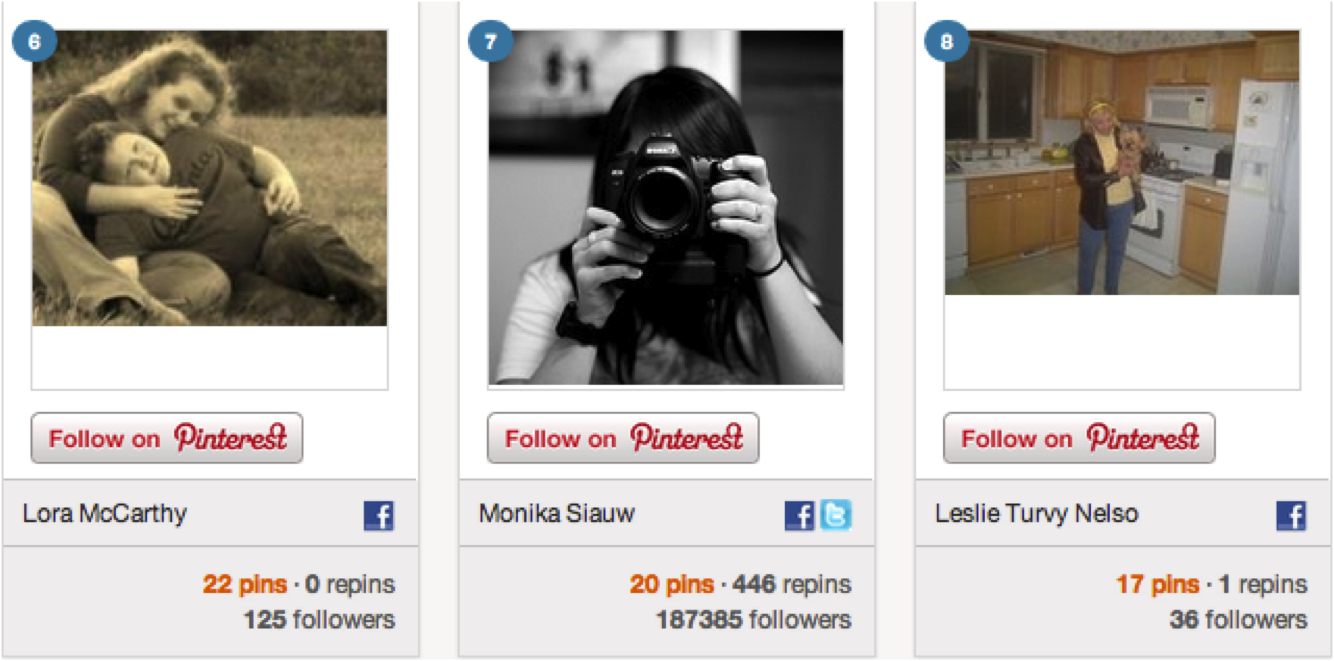 6
7
8
$1
Follow on Pinterest
Follow on Pinterest
Follow on Pinterest
Lora McCarthy
Monika Siauw
Leslie Turvy Nelso
22 pins · 0 repins
125 followers
20 pins · 446 repins
187385 followers
17 pins · 1 repins
36 followers